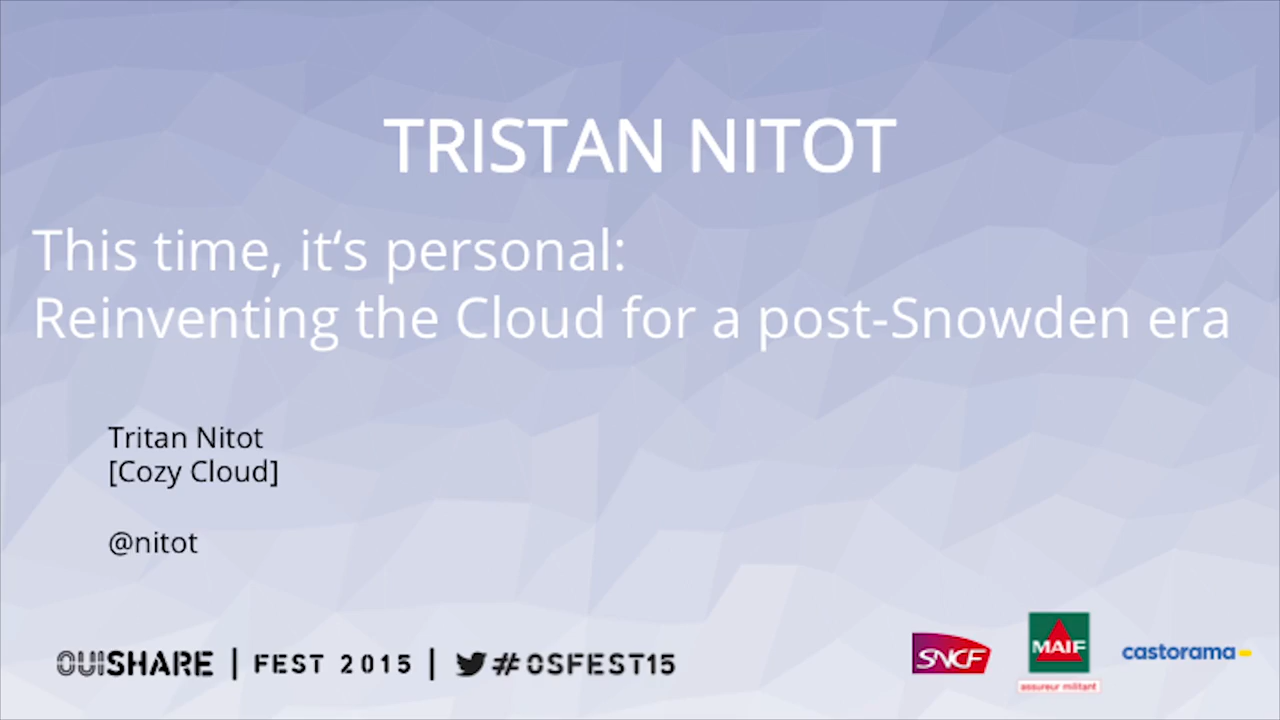 TRISTAN NITOT
This time, it‘s personal:
Reinventing the Cloud for a post-Snowden era
Tritan Nitot
[Cozy Cloud]
@nitot
OUISHARE | FEST 2015 | #OSFEST15
SNCF
MAIF
assureur militant
castorama